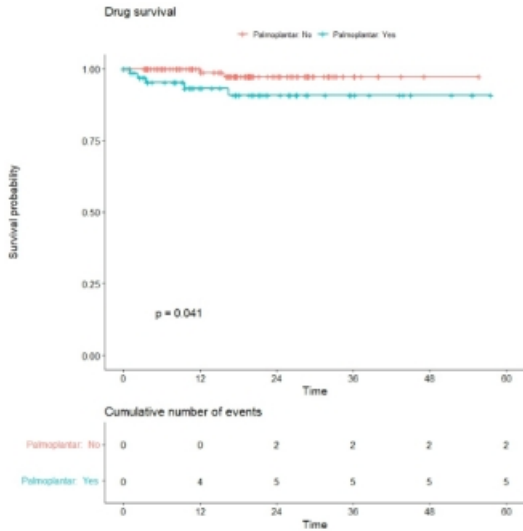 Drug survival
Palmoplantar: No Palmoplantar: Yes
1.00
0.75
0.50
0.25
0.00
Survival probability
p = 0.041
0 12 24 36 48 60
Time
Cumulative number of events
Palmoplantar: No 0 0 2 2 2 2
Palmoplantar: Yes 0 4 5 5 5 5
0 12 24 36 48 60
Time